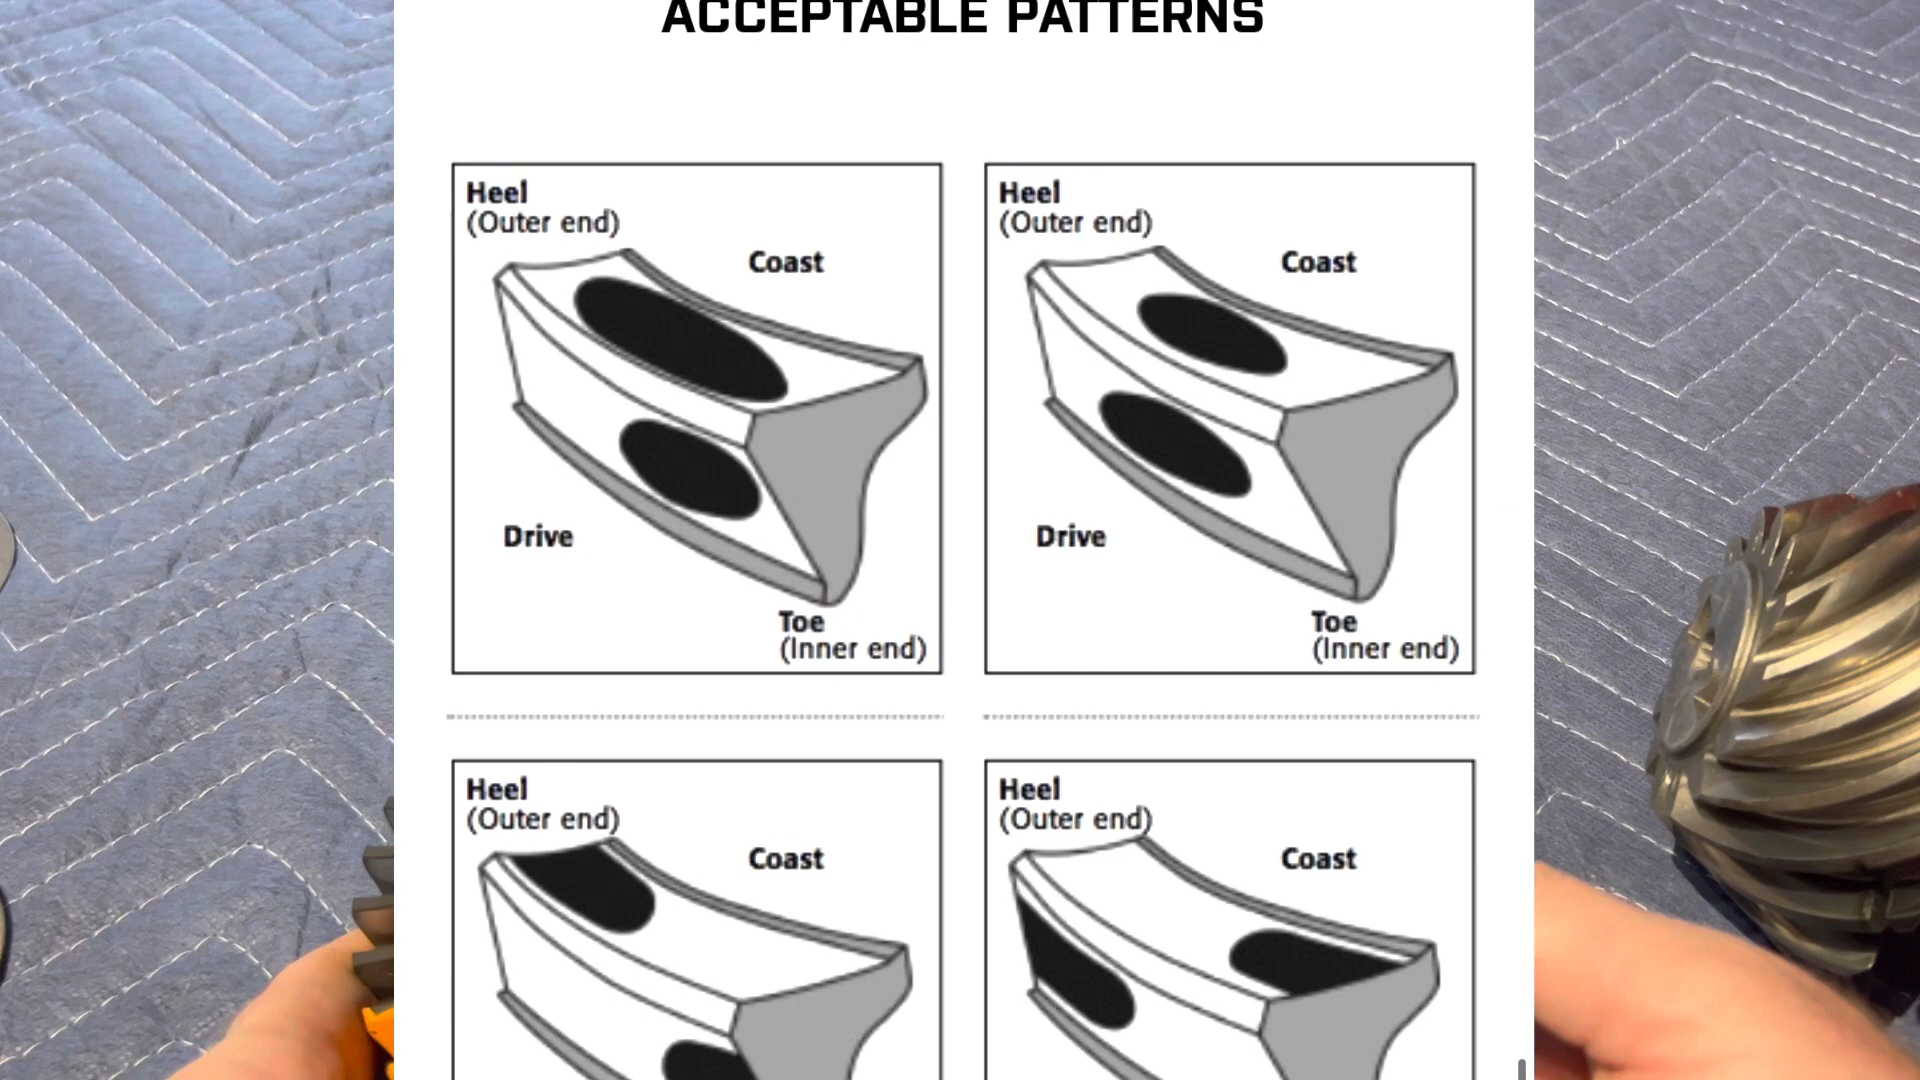 ACCEPTABLE PATTERNS
Heel
(Outer end)
Coast
Drive
Toe
(Inner end)
Heel
(Outer end)
Coast
Drive
Toe
(Inner end)
Heel
(Outer end)
Coast
Heel
(Outer end)
Coast